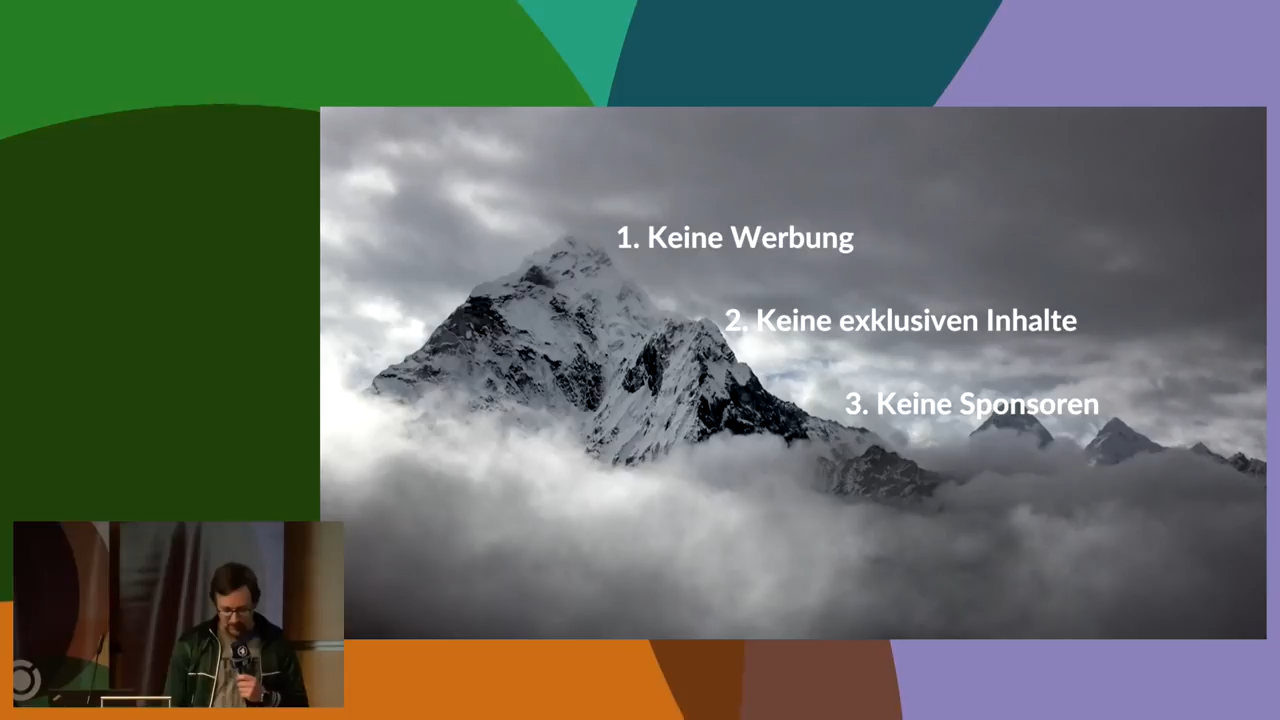 1. Keine Werbung
2. Keine exklusiven Inhalte
3. Keine Sponsoren